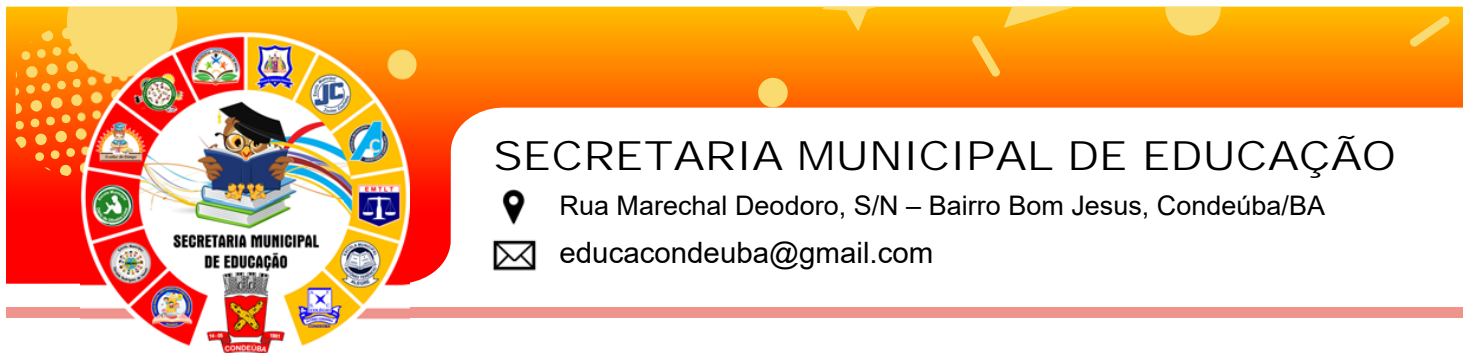 SECRETARIA MUNICIPAL DE EDUCAÇÃO
Rua Marechal Deodoro, S/N – Bairro Bom Jesus, Condeúba/BA
educacondeuba@gmail.com
JC
EMTLT
SECRETARIA MUNICIPAL
DE EDUCAÇÃO
CONDEÚBA